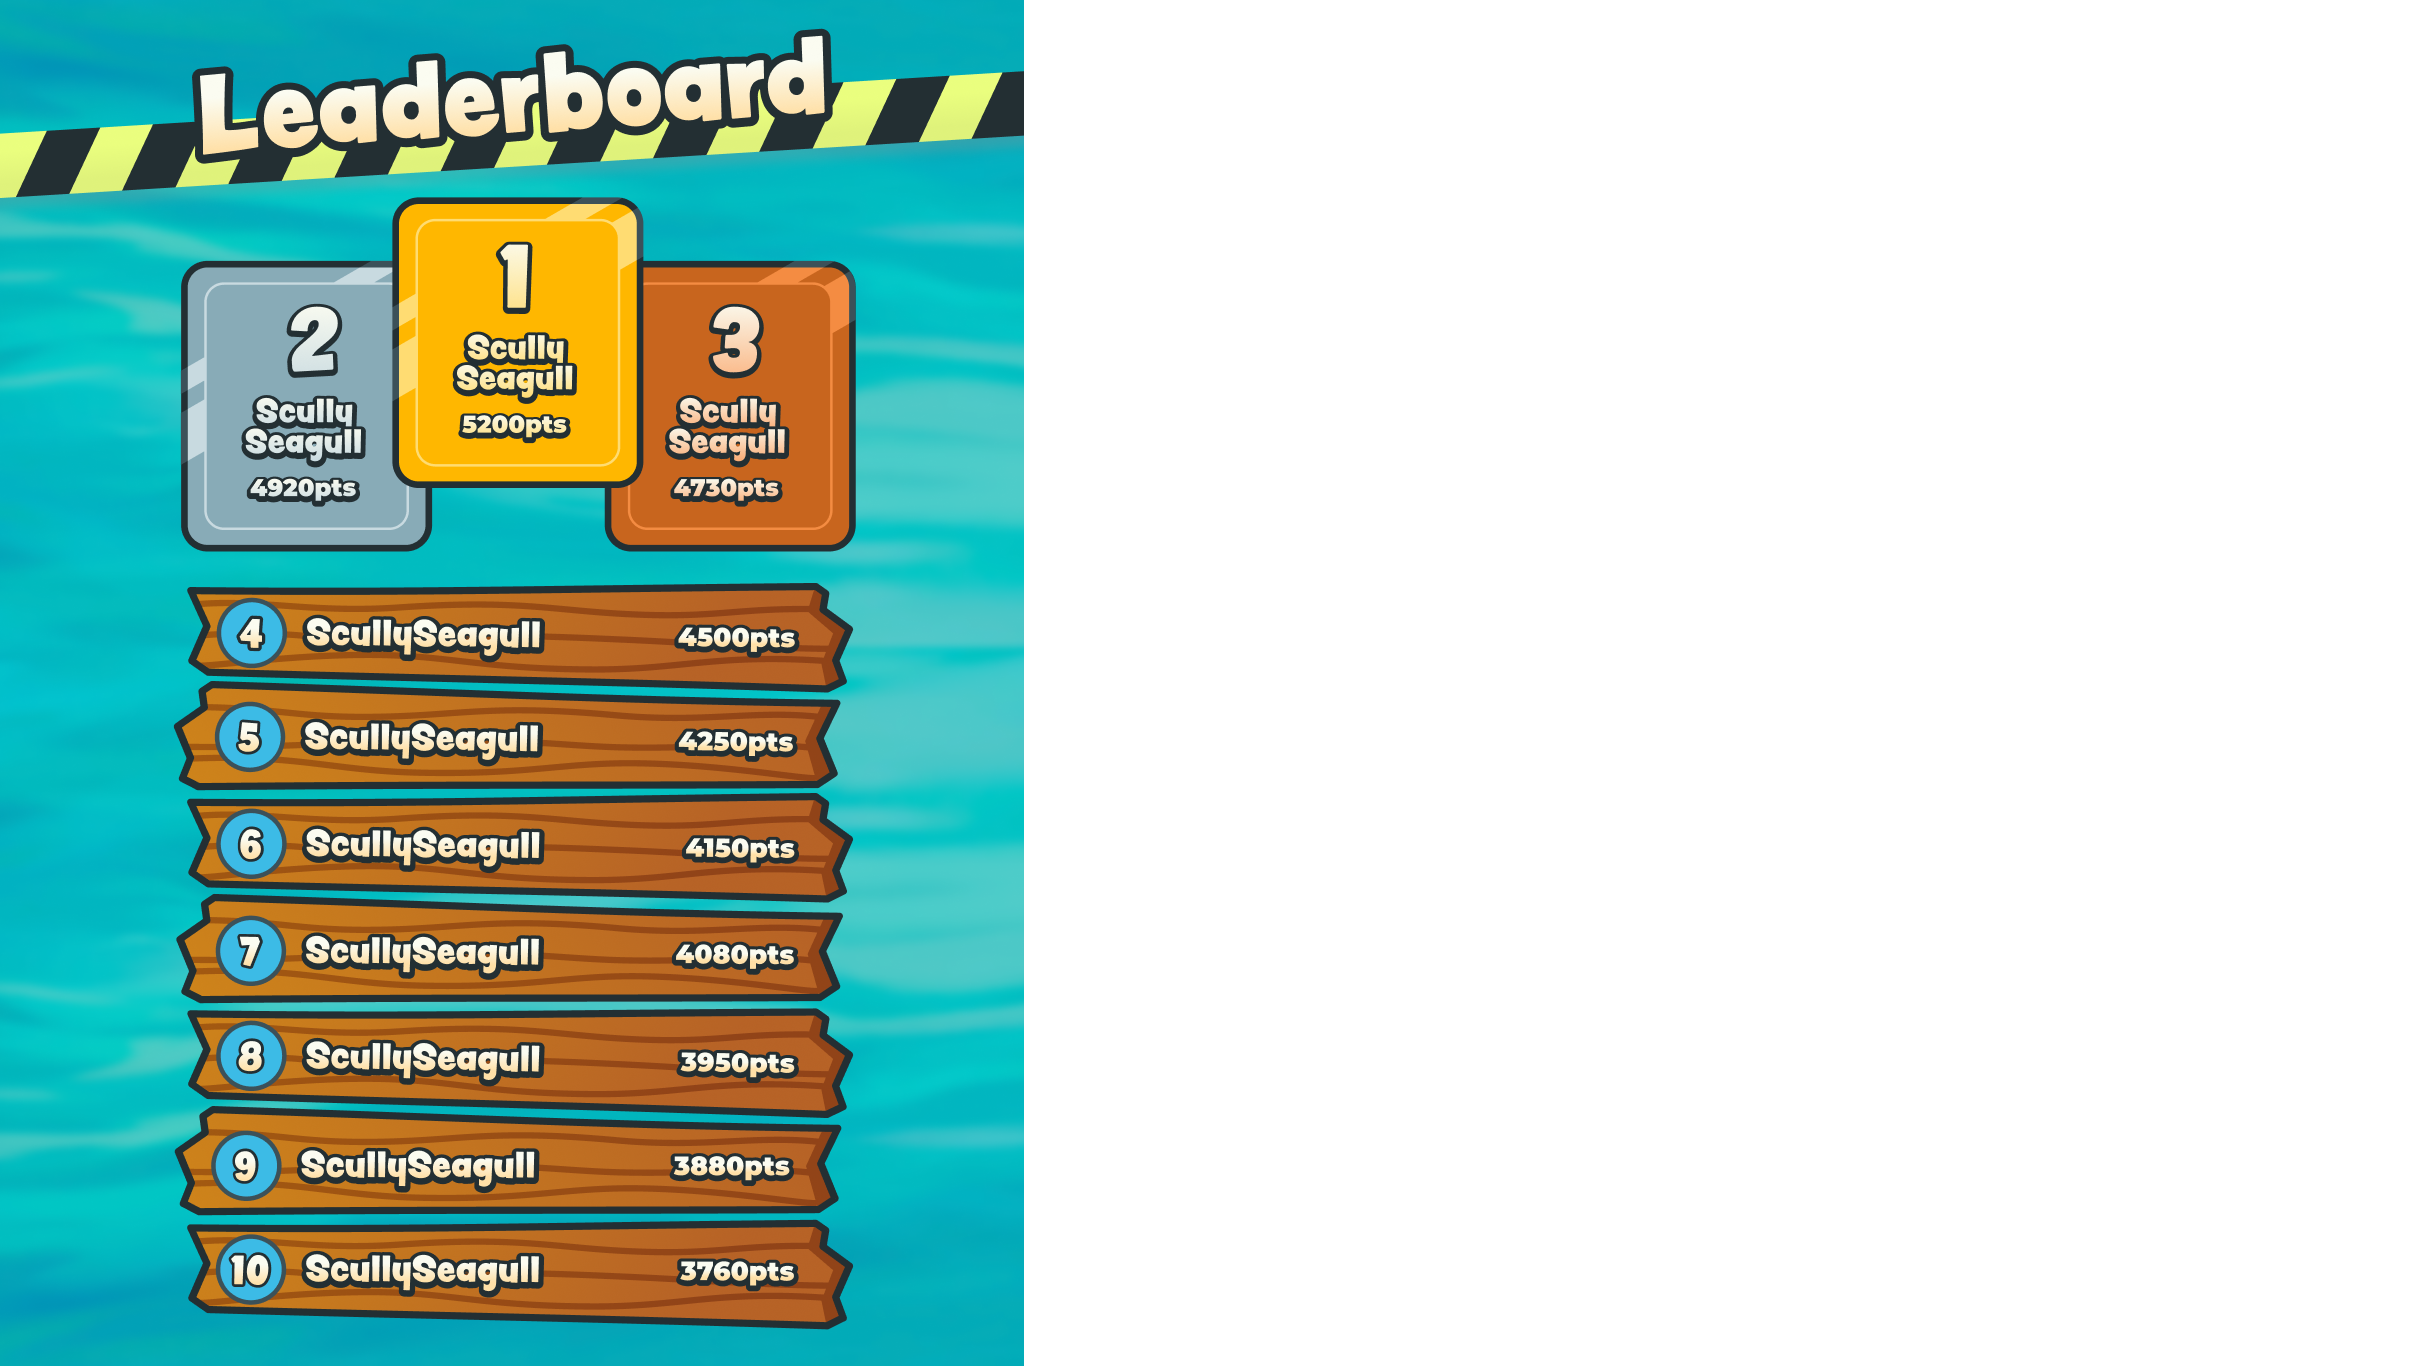 Leaderboard
1
Scully
Seagull
5200pts
2
Scully
Seagull
4920pts
3
Scully
Seagull
4730pts
4 ScullySeagull 4500pts
5 ScullySeagull 4250pts
6 ScullySeagull 4150pts
7 ScullySeagull 4080pts
8 ScullySeagull 3950pts
9 ScullySeagull 3880pts
10 ScullySeagull 3760pts